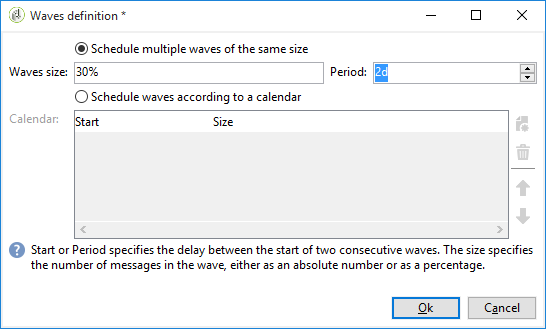 Waves definition *
Schedule multiple waves of the same size
Waves size: 30% Period: 2d
Schedule waves according to a calendar
Calendar: Start Size
Start or Period specifies the delay between the start of two consecutive waves. The size specifies
the number of messages in the wave, either as an absolute number or as a percentage.
Ok Cancel